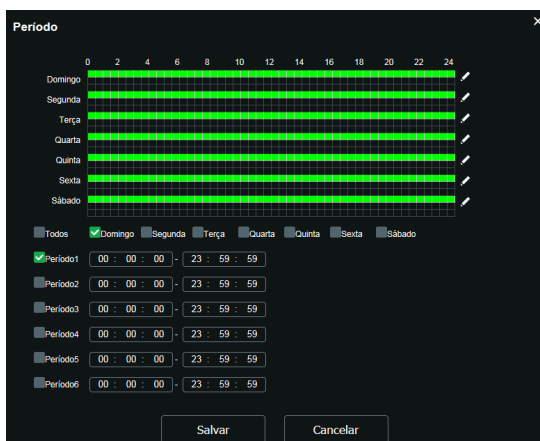 Período
0 2 4 6 8 10 12 14 16 18 20 22 24
Domingo
Segunda
Terça
Quarta
Quinta
Sexta
Sábado
Todos Domingo Segunda Terça Quarta Quinta Sexta Sábado
Período1 00 : 00 : 00 - 23 : 59 : 59
Período2 00 : 00 : 00 - 23 : 59 : 59
Período3 00 : 00 : 00 - 23 : 59 : 59
Período4 00 : 00 : 00 - 23 : 59 : 59
Período5 00 : 00 : 00 - 23 : 59 : 59
Período6 00 : 00 : 00 - 23 : 59 : 59
Salvar Cancelar